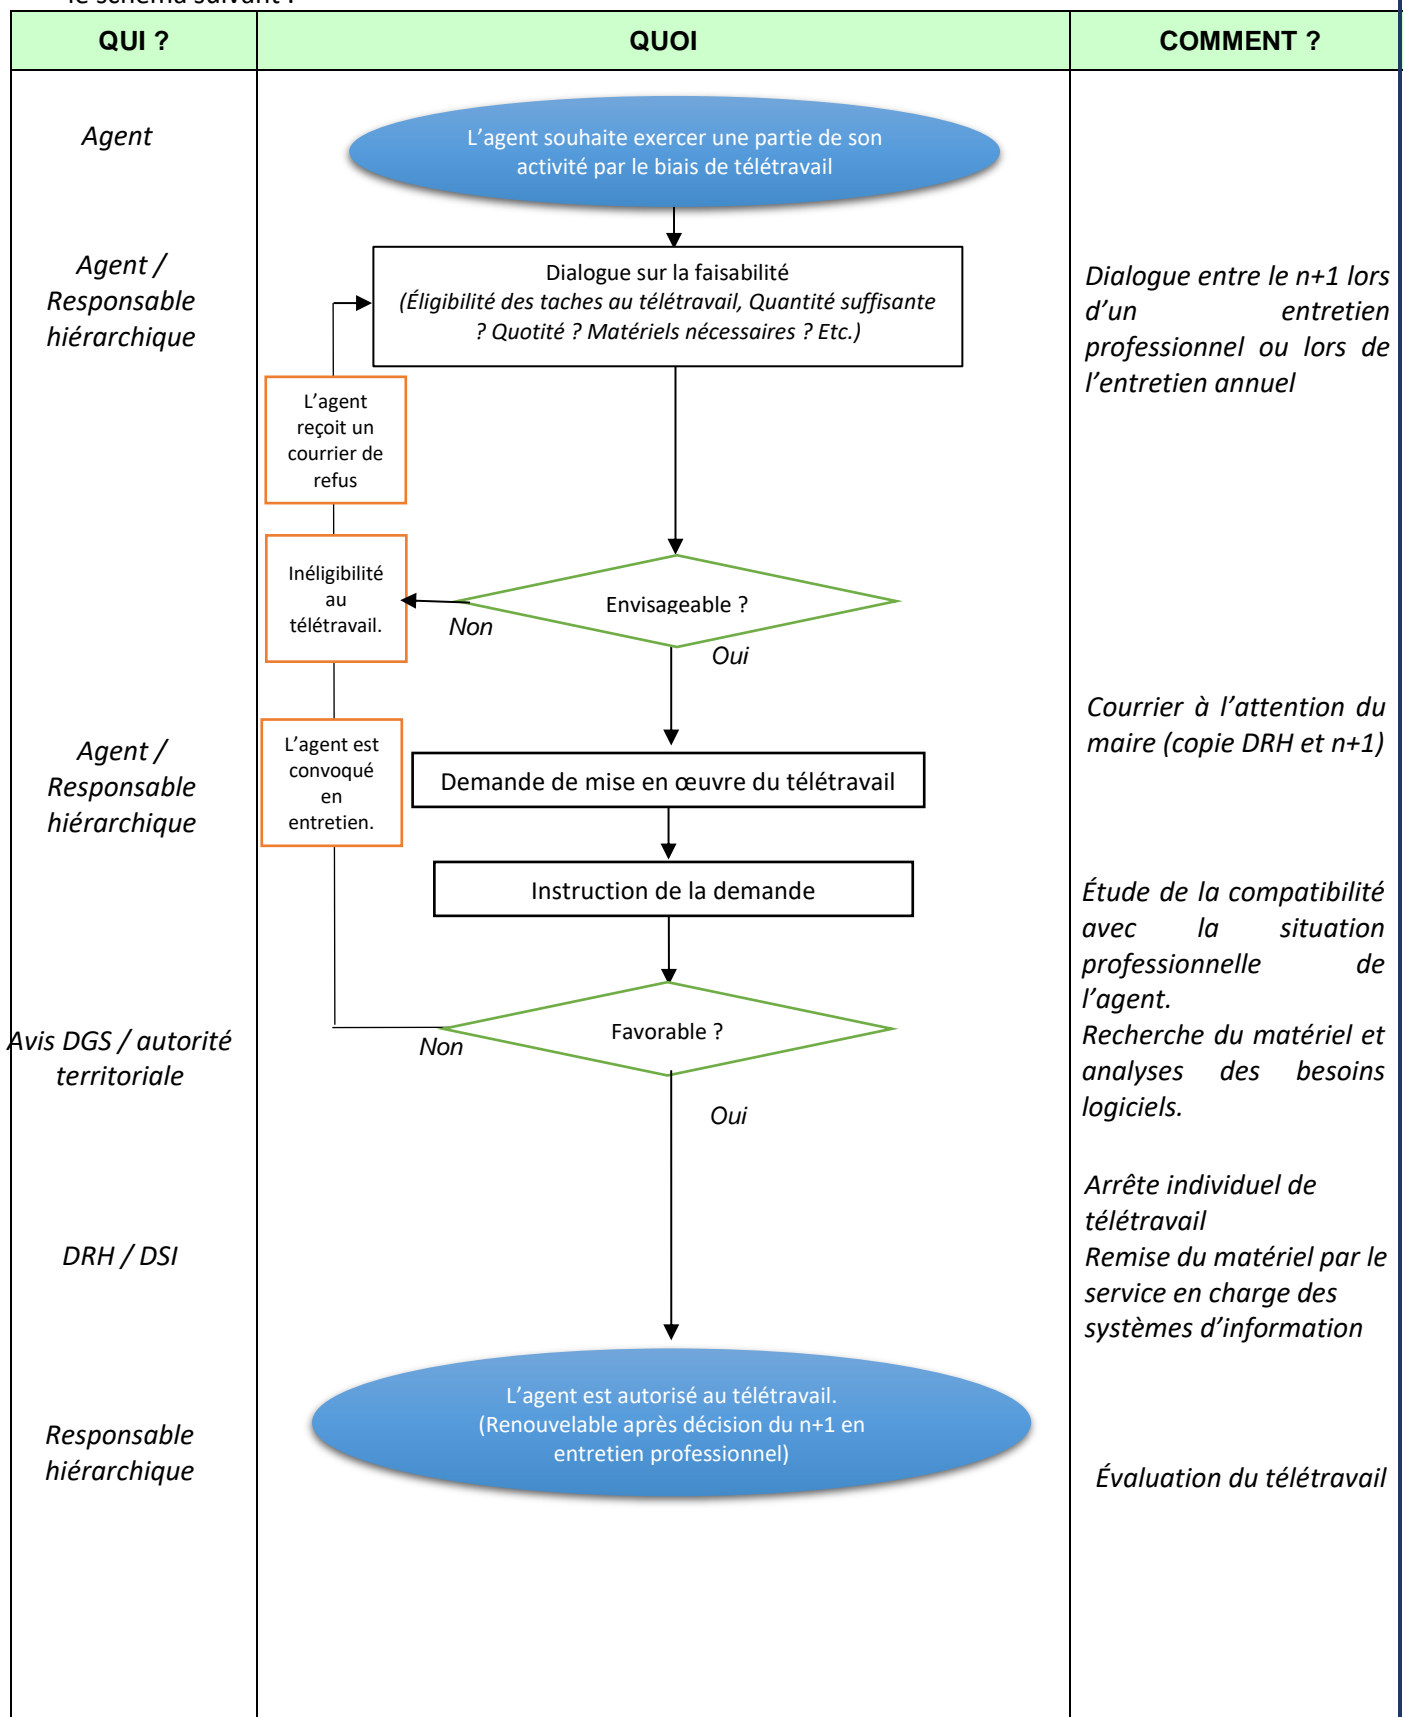 le schéma suivant :
QUI ?
QUOI
COMMENT ?
Agent
L’agent souhaite exercer une partie de son
activité par le biais de télétravail
Agent /
Responsable
hiérarchique
Dialogue sur la faisabilité
(Éligibilité des taches au télétravail, Quantité suffisante
? Quotité ? Matériels nécessaires ? Etc.)
Dialogue entre le n+1 lors
d’un entretien
professionnel ou lors de
l’entretien annuel
L’agent
reçoit un
courrier de
refus
Inéligibilité
au
télétravail.
Envisageable ?
Non
Oui
Agent /
Responsable
hiérarchique
L’agent est
convoqué
en
entretien.
Demande de mise en œuvre du télétravail
Courrier à l’attention du
maire (copie DRH et n+1)
Instruction de la demande
Étude de la compatibilité
avec la situation
professionnelle de
l’agent.
Recherche du matériel et
analyses des besoins
logiciels.
Avis DGS / autorité
territoriale
Favorable ?
Non
Oui
DRH / DSI
Arrête individuel de
télétravail
Remise du matériel par le
service en charge des
systèmes d’information
Responsable
hiérarchique
L’agent est autorisé au télétravail.
(Renouvelable après décision du n+1 en
entretien professionnel)
Évaluation du télétravail